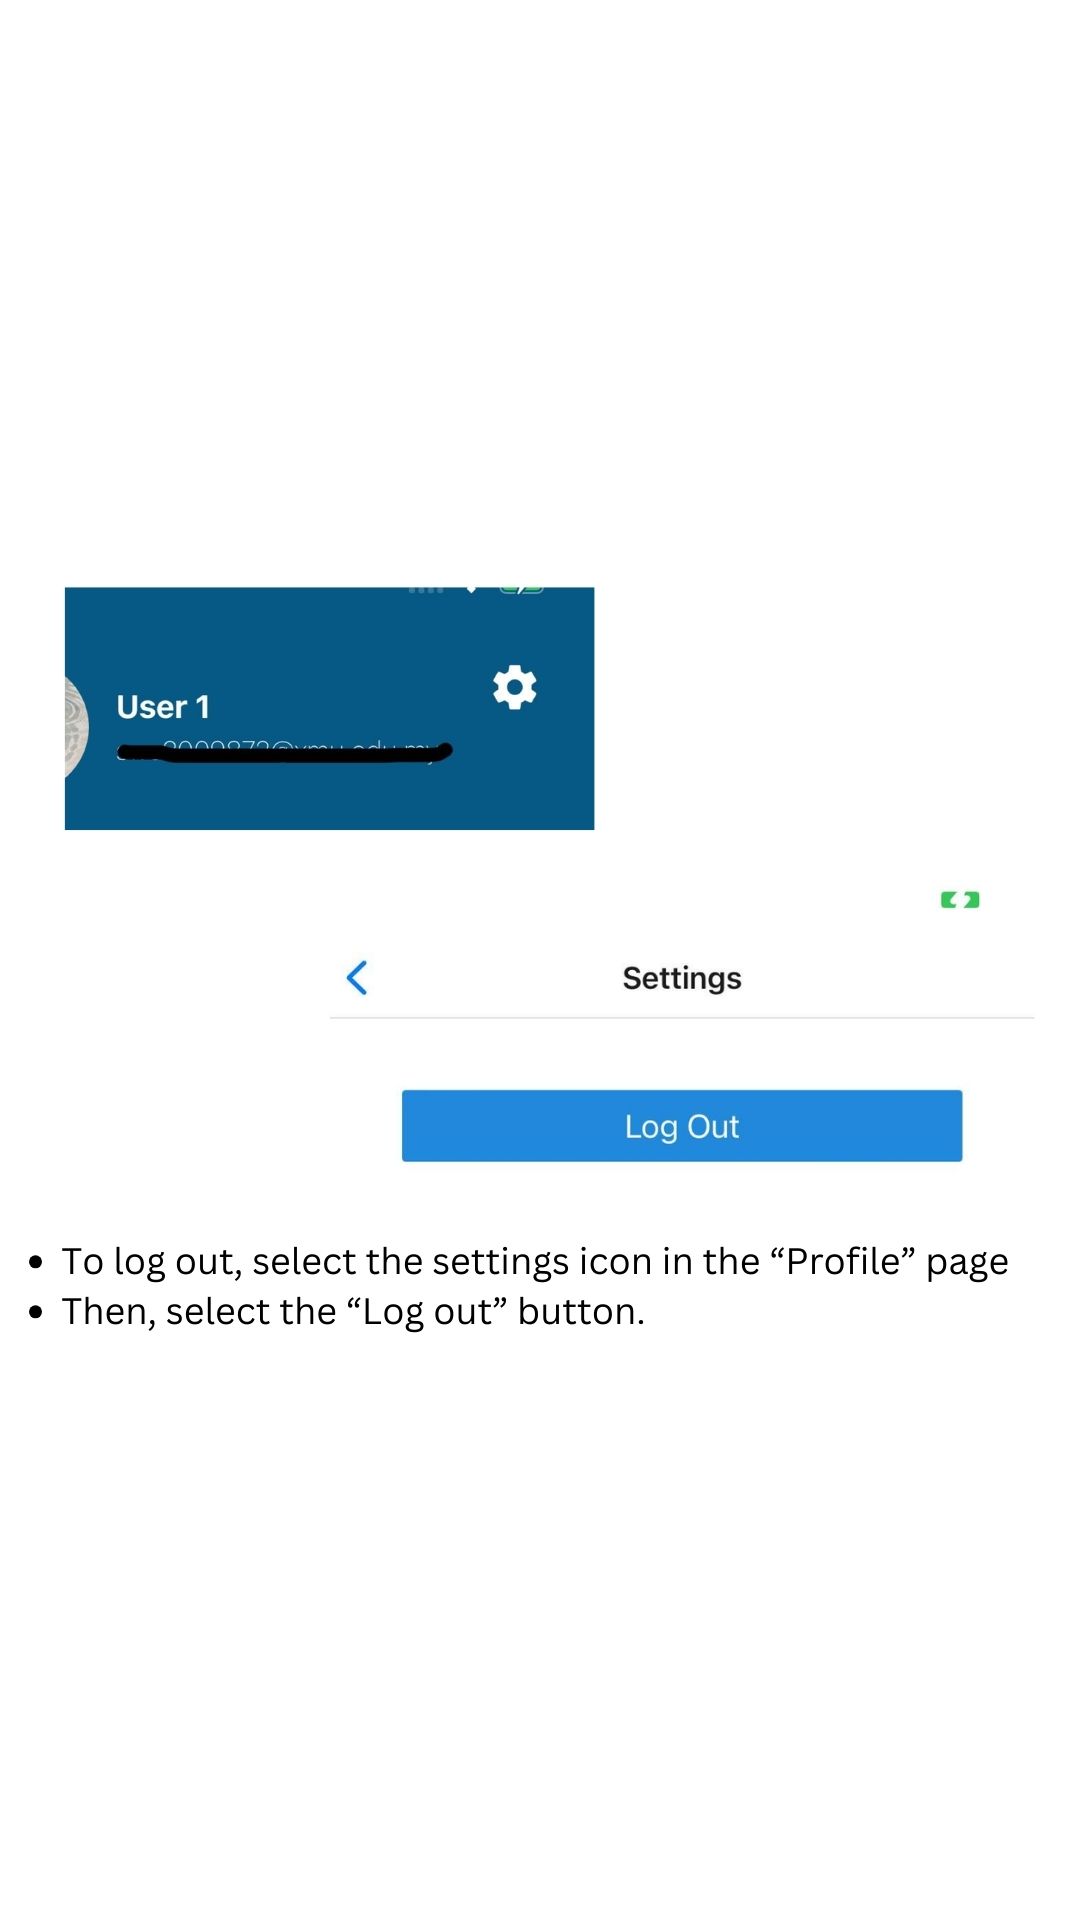 User 1
Settings
Log Out
• To log out, select the settings icon in the “Profile” page
• Then, select the “Log out” button.